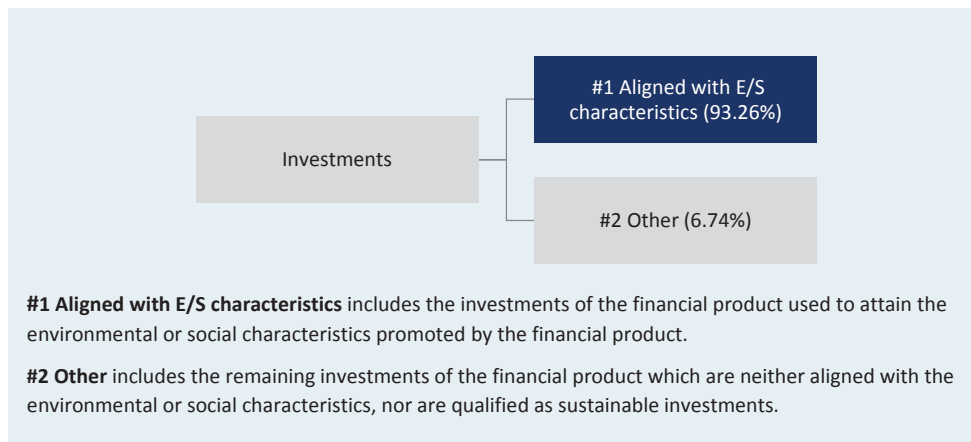 #1 Aligned with E/S
characteristics (93.26%)
Investments
#2 Other (6.74%)
#1 Aligned with E/S characteristics includes the investments of the financial product used to attain the
environmental or social characteristics promoted by the financial product.
#2 Other includes the remaining investments of the financial product which are neither aligned with the
environmental or social characteristics, nor are qualified as sustainable investments.